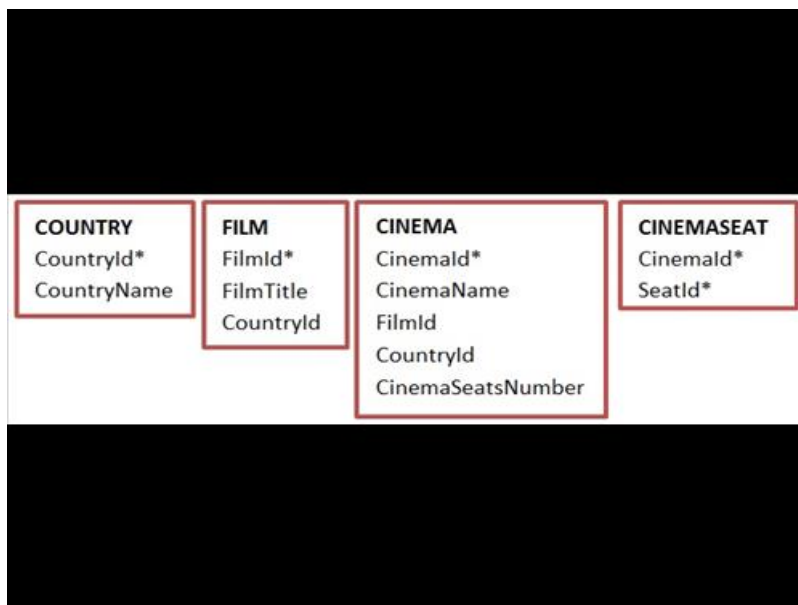 COUNTRY
CountryId*
CountryName
FILM
FilmId*
FilmTitle
CountryId
CINEMA
CinemaId*
CinemaName
FilmId
CountryId
CinemaSeatsNumber
CINEMASEAT
CinemaId*
SeatId*